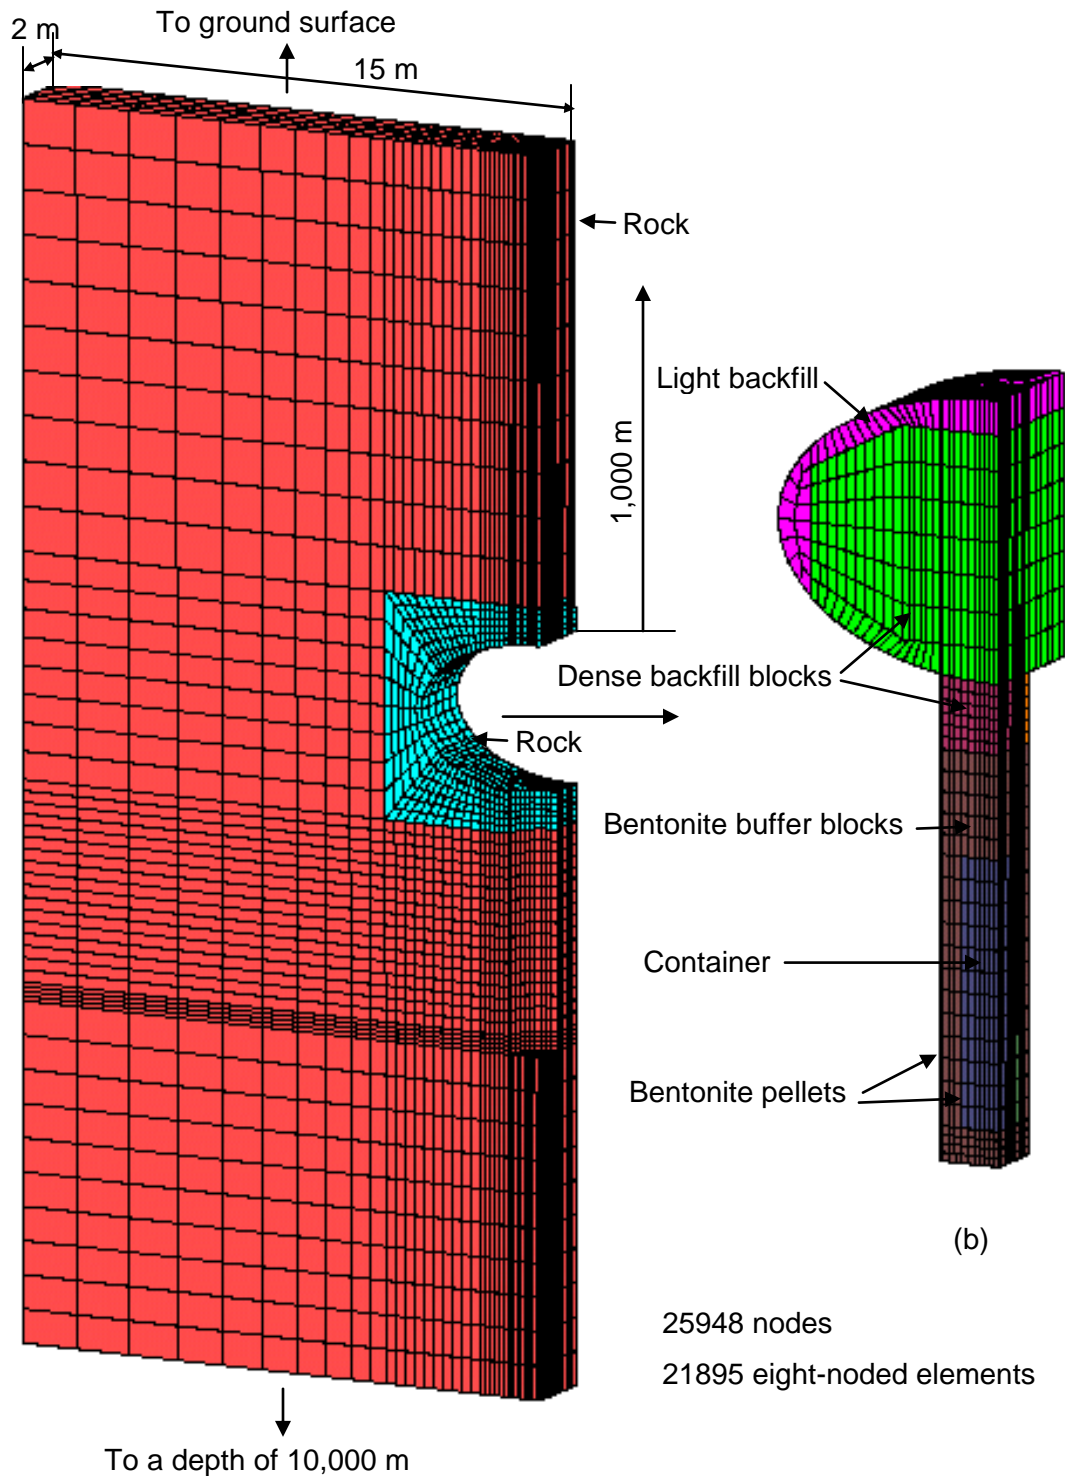 To ground surface
2 m
15 m
Rock
1,000 m
Light backfill
Dense backfill blocks
Rock
Bentonite buffer blocks
Container
Bentonite pellets
(b)
25948 nodes
21895 eight-noded elements
To a depth of 10,000 m